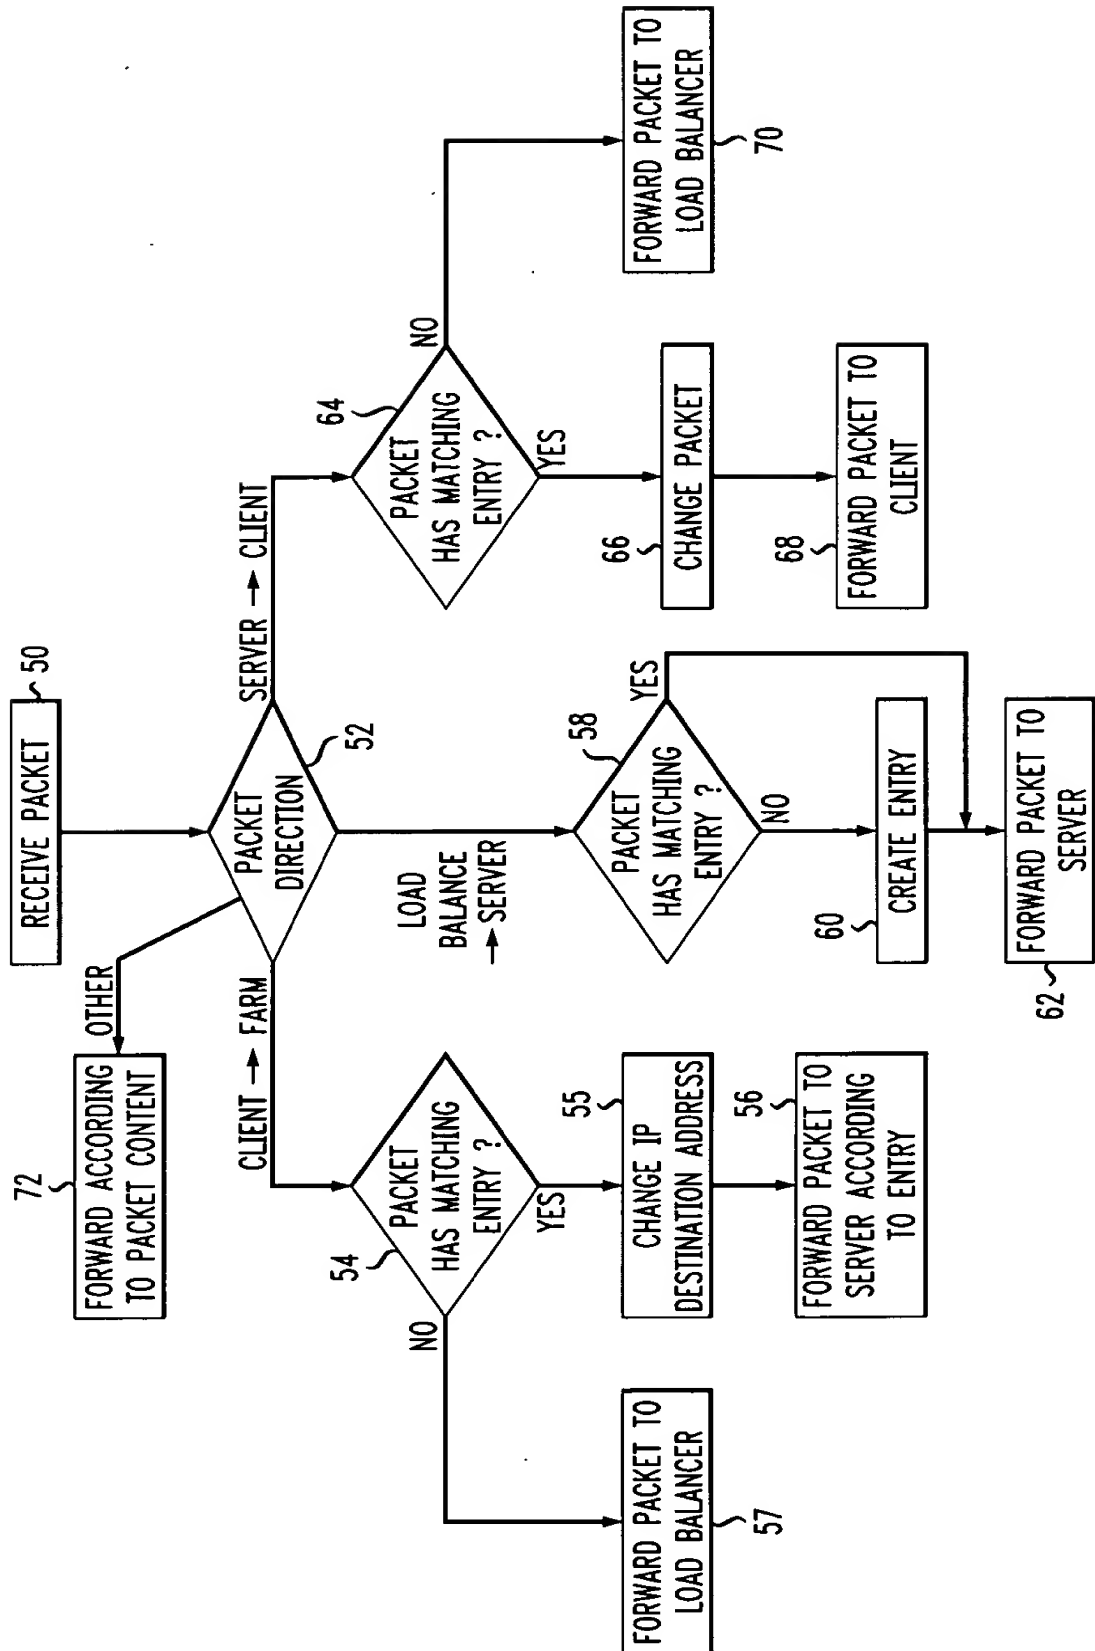 RECEIVE PACKET
50
PACKET
DIRECTION
52
OTHER
72
FORWARD ACCORDING
TO PACKET CONTENT
CLIENT → FARM
LOAD
BALANCE
→ SERVER
SERVER → CLIENT
54
PACKET
HAS MATCHING
ENTRY ?
NO
YES
FORWARD PACKET TO
LOAD BALANCER
57
55
CHANGE IP
DESTINATION ADDRESS
56
FORWARD PACKET TO
SERVER ACCORDING
TO ENTRY
58
PACKET
HAS MATCHING
ENTRY ?
YES
NO
60
CREATE ENTRY
62
FORWARD PACKET TO
SERVER
64
PACKET
HAS MATCHING
ENTRY ?
NO
YES
66
CHANGE PACKET
68
FORWARD PACKET TO
CLIENT
FORWARD PACKET TO
LOAD BALANCER
70